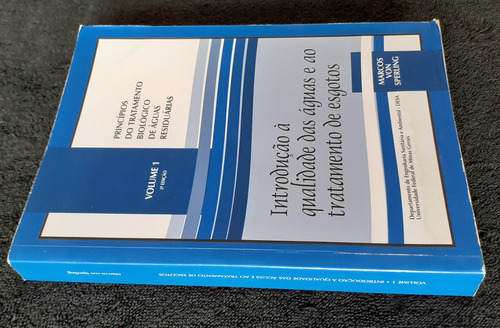 PRINCÍPIOS
DO TRATAMENTO
BIOLÓGICO
DE ÁGUAS
RESIDUÁRIAS
VOLUME 1
3ª EDIÇÃO
Introdução à
qualidade das águas e ao
tratamento de esgotos
MARCOS
VON
SPERLING
Departamento de Engenharia Sanitária e Ambiental - DESA
Universidade Federal de Minas Gerais
Marcos von Sperling
VOLUME 1 • INTRODUÇÃO À QUALIDADE DAS ÁGUAS E AO TRATAMENTO DE ESGOTOS